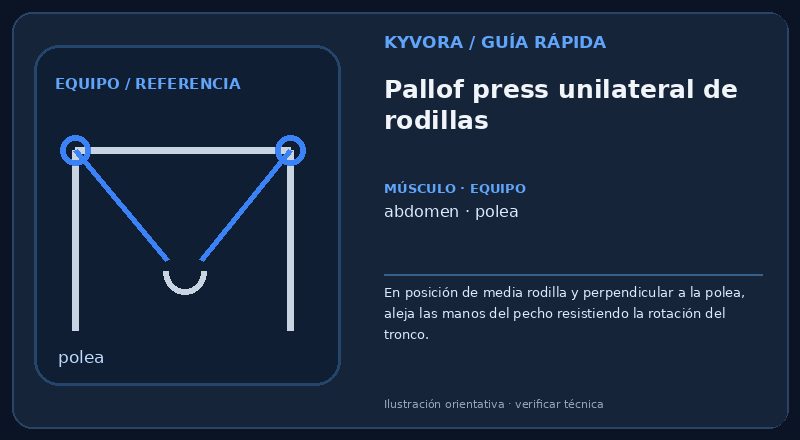 EQUIPO / REFERENCIA
polea
KYVORA / GUÍA RÁPIDA
Pallof press unilateral de
rodillas
MÚSCULO · EQUIPO
abdomen · polea
En posición de media rodilla y perpendicular a la polea,
aleja las manos del pecho resistiendo la rotación del
tronco.
Ilustración orientativa · verificar técnica